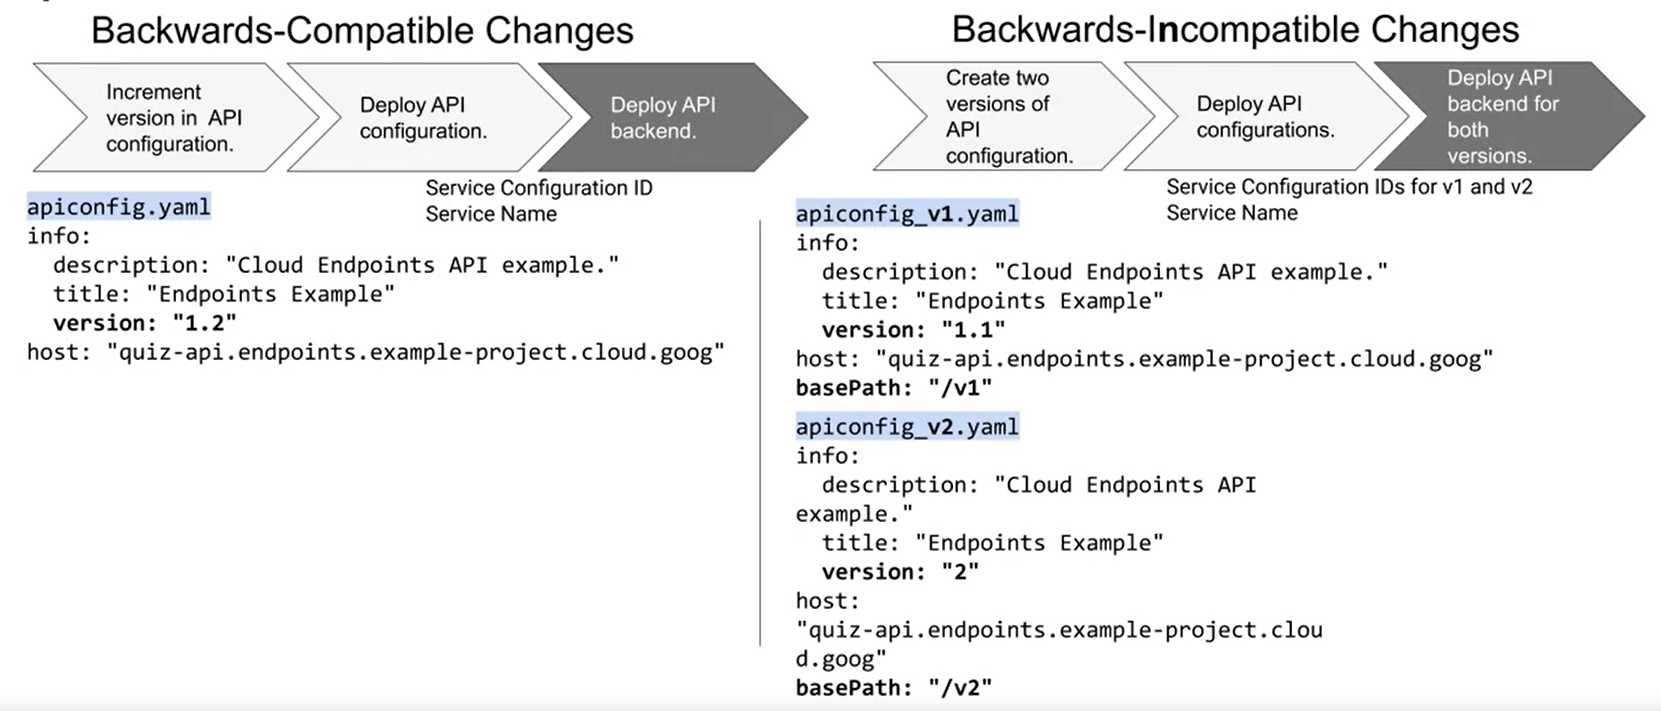 Backwards-Compatible Changes
Increment
version in API
configuration.
Deploy API
configuration.
Deploy API
backend.
Service Configuration ID
Service Name
apiconfig.yaml
info:
  description: "Cloud Endpoints API example."
  title: "Endpoints Example"
  version: "1.2"
host: "quiz-api.endpoints.example-project.cloud.goog"
Backwards-Incompatible Changes
Create two
versions of
API
configuration.
Deploy API
configurations.
Deploy API
backend for
both
versions.
Service Configuration IDs for v1 and v2
Service Name
apiconfig_v1.yaml
info:
  description: "Cloud Endpoints API example."
  title: "Endpoints Example"
  version: "1.1"
host: "quiz-api.endpoints.example-project.cloud.goog"
basePath: "/v1"
apiconfig_v2.yaml
info:
  description: "Cloud Endpoints API
example."
  title: "Endpoints Example"
  version: "2"
host:
"quiz-api.endpoints.example-project.clou
d.goog"
basePath: "/v2"